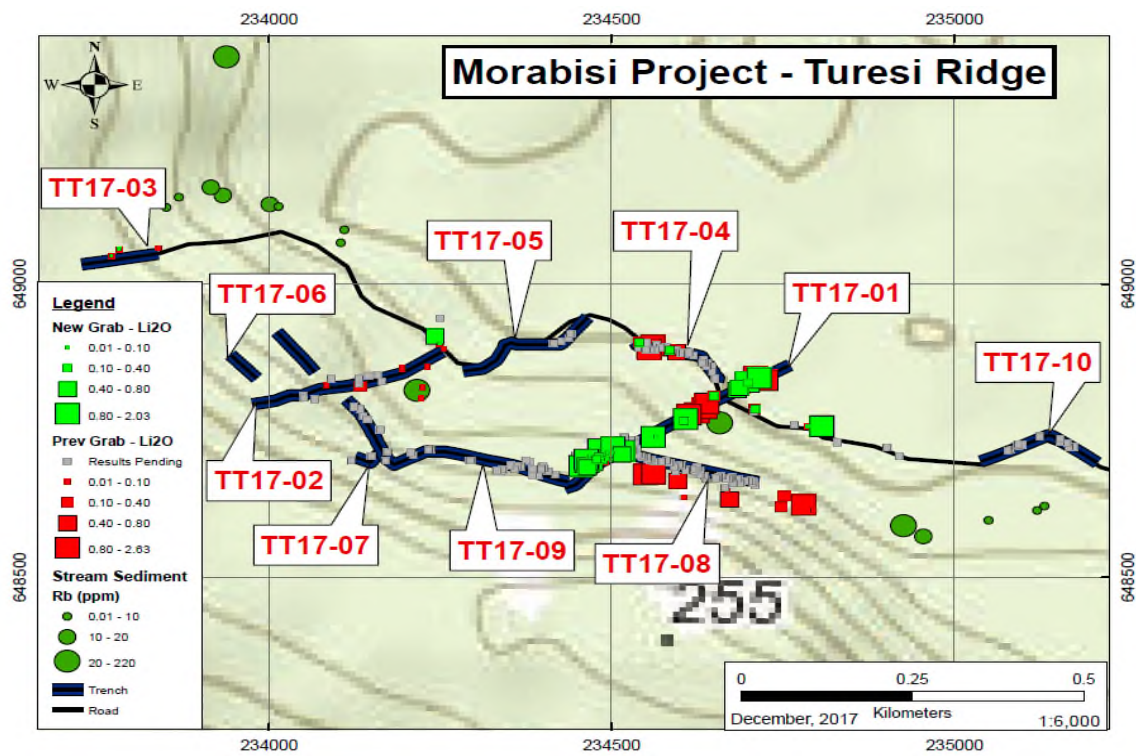 234000
234500
235000
N
W
E
S
Morabisi Project - Turesi Ridge
TT17-03
TT17-05
TT17-04
TT17-06
TT17-01
TT17-10
TT17-02
TT17-07
TT17-09
TT17-08
649000
649000
648500
648500
Legend
New Grab - Li2O
0.01 - 0.10
0.10 - 0.40
0.40 - 0.80
0.80 - 2.03
Prev Grab - Li2O
Results Pending
0.01 - 0.10
0.10 - 0.40
0.40 - 0.80
0.80 - 2.63
Stream Sediment
Rb (ppm)
0.01 - 10
10 - 20
20 - 220
Trench
Road
255
0
0.25
0.5
Kilometers
December, 2017
1:6,000
234000
234500
235000